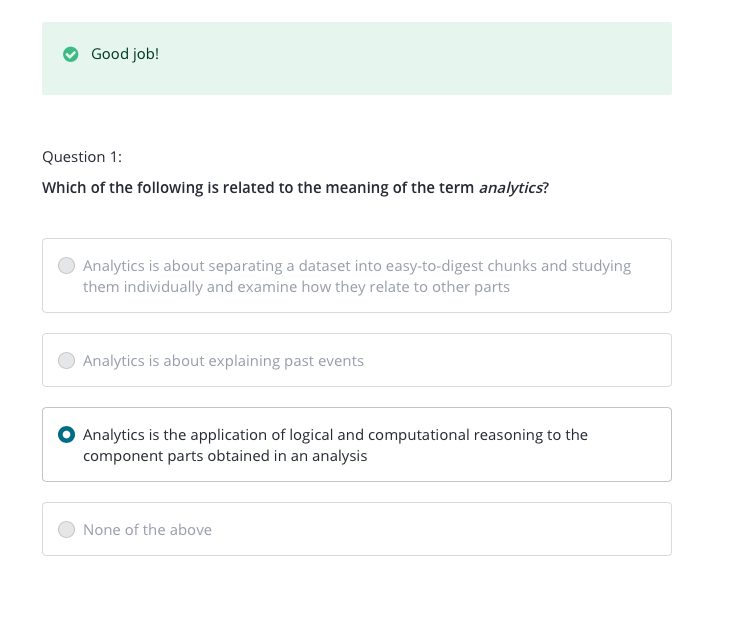 Good job!
Question 1:
Which of the following is related to the meaning of the term analytics?
Analytics is about separating a dataset into easy-to-digest chunks and studying
them individually and examine how they relate to other parts
Analytics is about explaining past events
Analytics is the application of logical and computational reasoning to the
component parts obtained in an analysis
None of the above